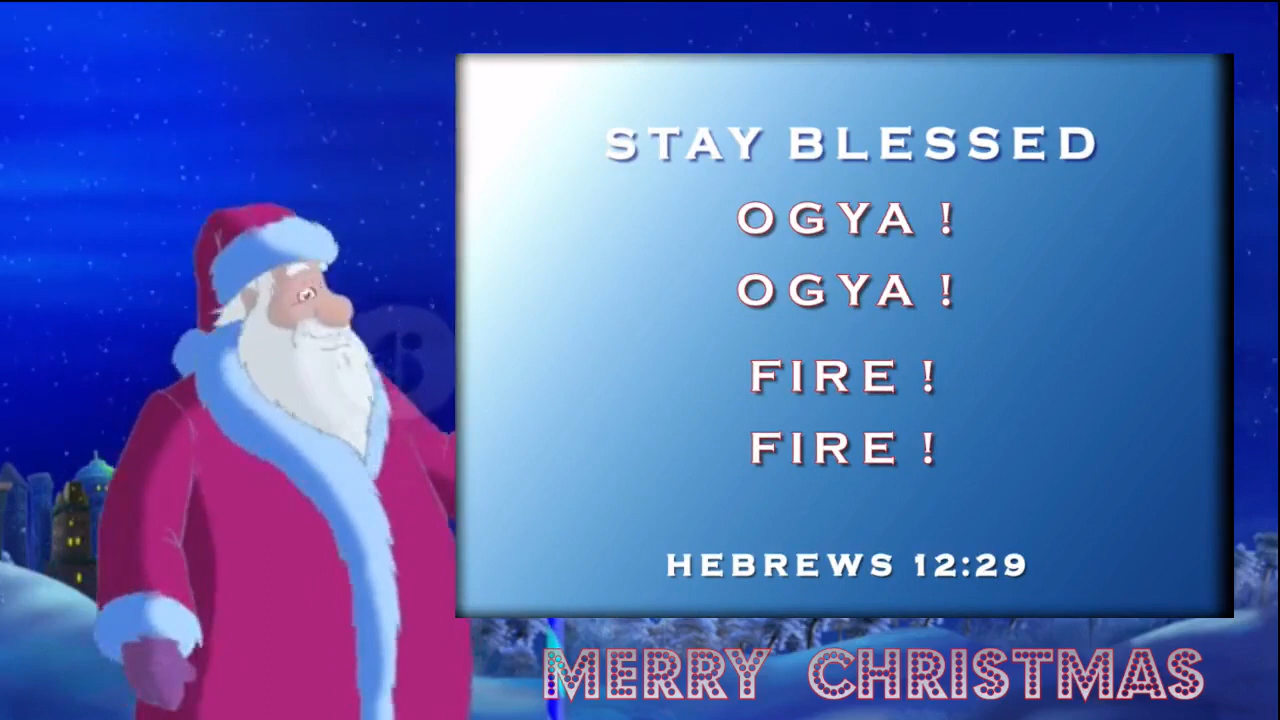 STAY BLESSED
OGYA !
OGYA !
FIRE !
FIRE !
HEBREWS 12:29
MERRY CHRISTMAS